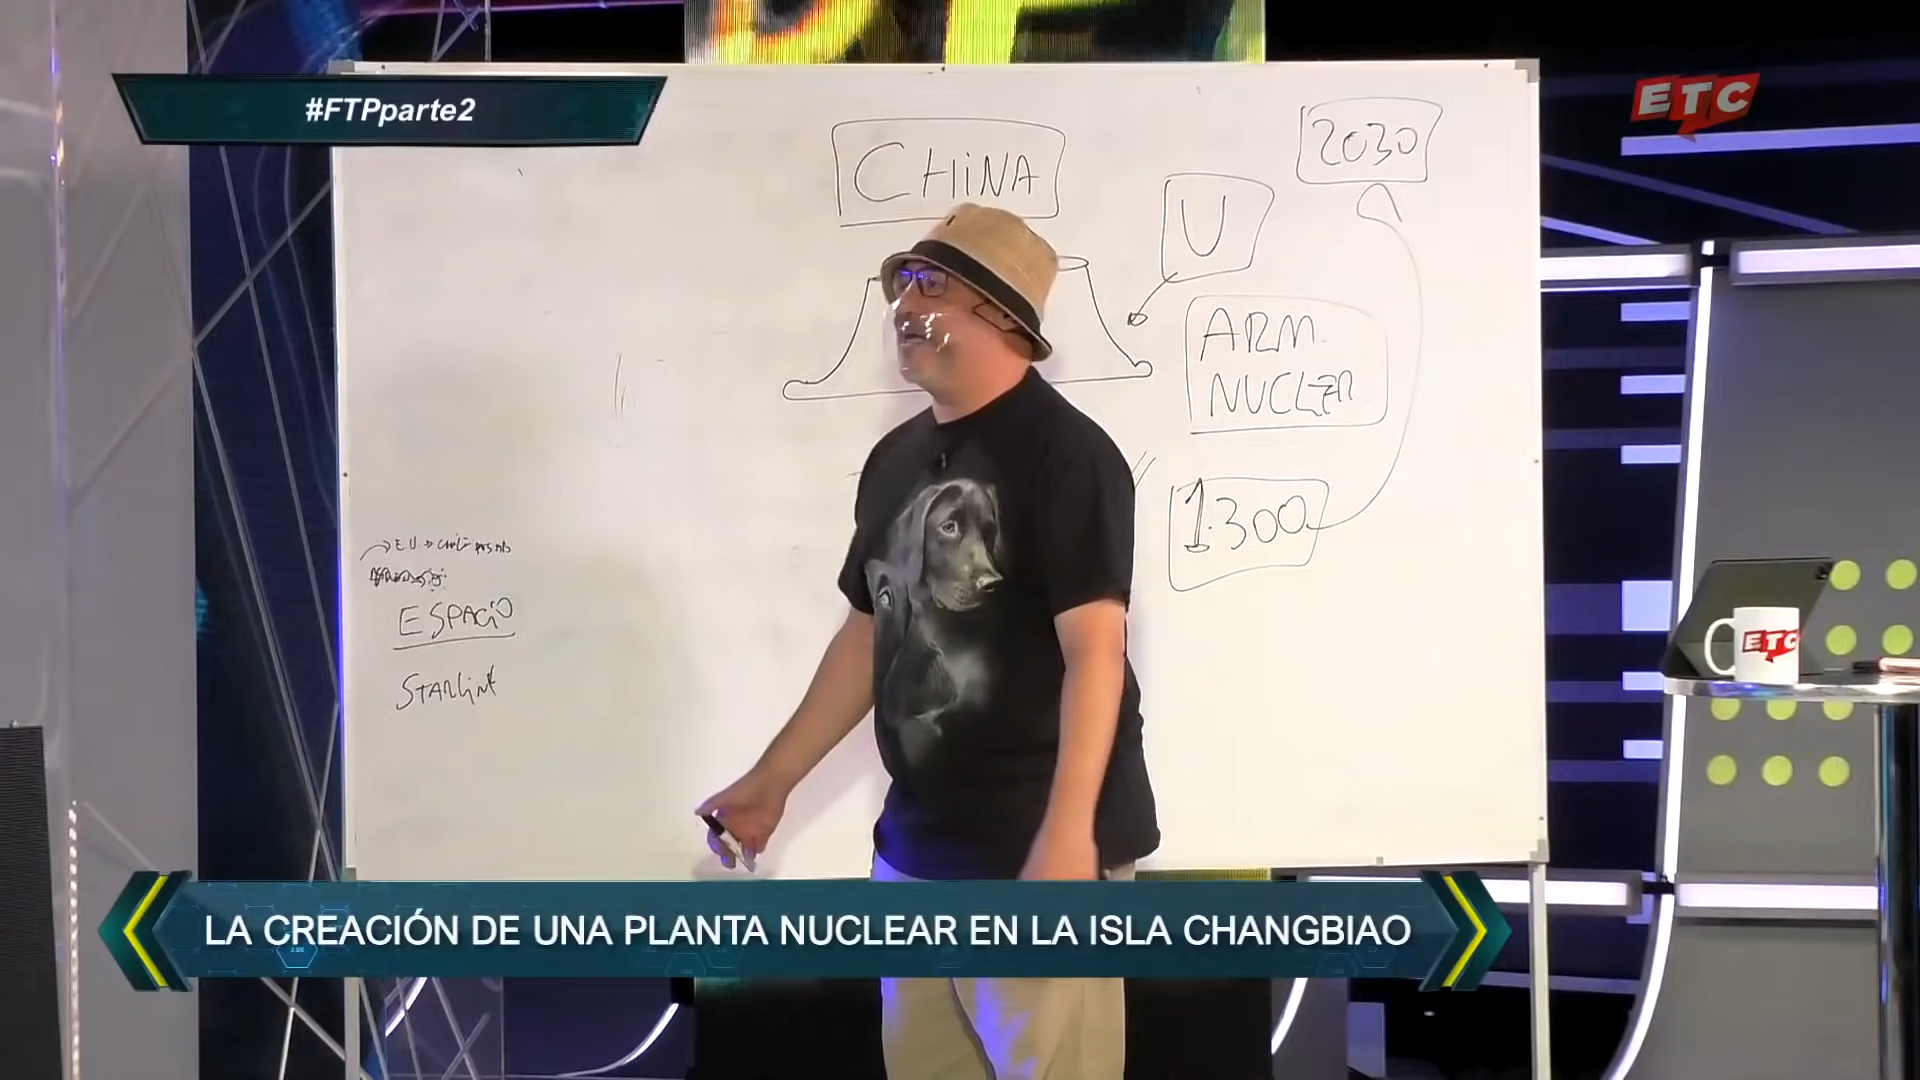 #FTPparte2
ETC
CHiNA
2030
U
ARM.
NUCLEAR
1.300
ESPACiO
STARLiNK
ETC
LA CREACIÓN DE UNA PLANTA NUCLEAR EN LA ISLA CHANGBIAO